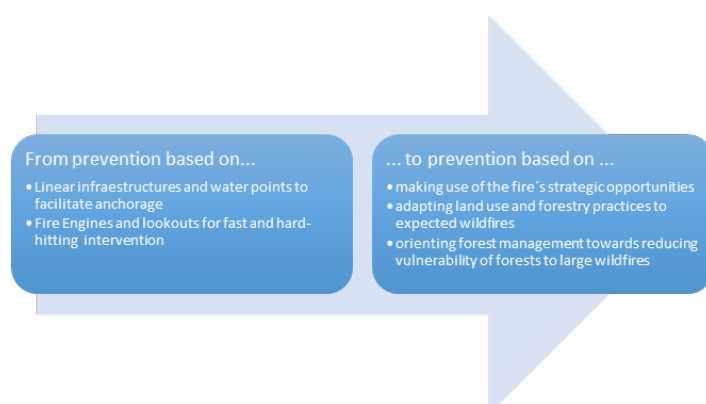 From prevention based on...
•Linear infraestructures and water points to
facilitate anchorage
•Fire Engines and lookouts for fast and hard-
hitting intervention
... to prevention based on ...
•making use of the fire´s strategic opportunities
•adapting land use and forestry practices to
expected wildfires
•orienting forest management towards reducing
vulnerability of forests to large wildfires